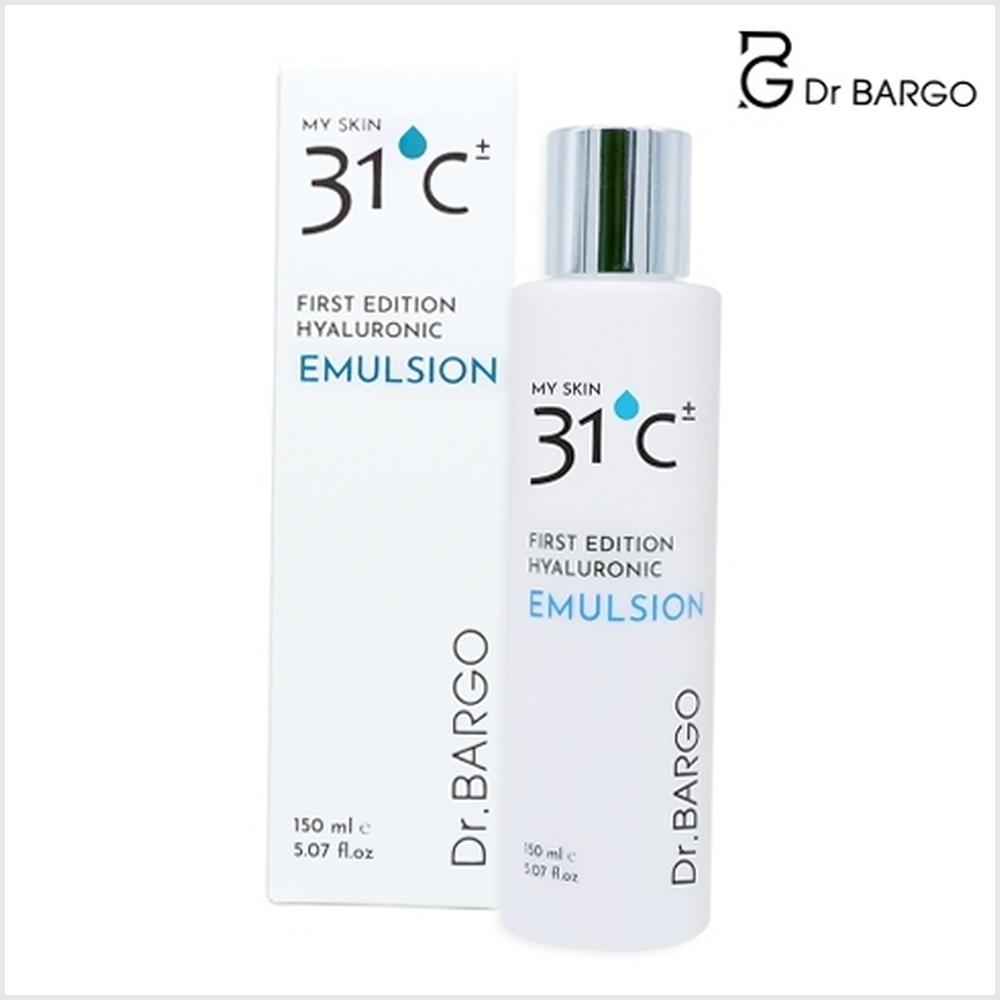 Dr BARGO
MY SKIN
31°C±
FIRST EDITION
HYALURONIC
EMULSION
Dr.BARGO
150 ml e
5.07 fl.oz
MY SKIN
31°C±
FIRST EDITION
HYALURONIC
EMULSION
Dr.BARGO
150 ml e
5.07 fl.oz